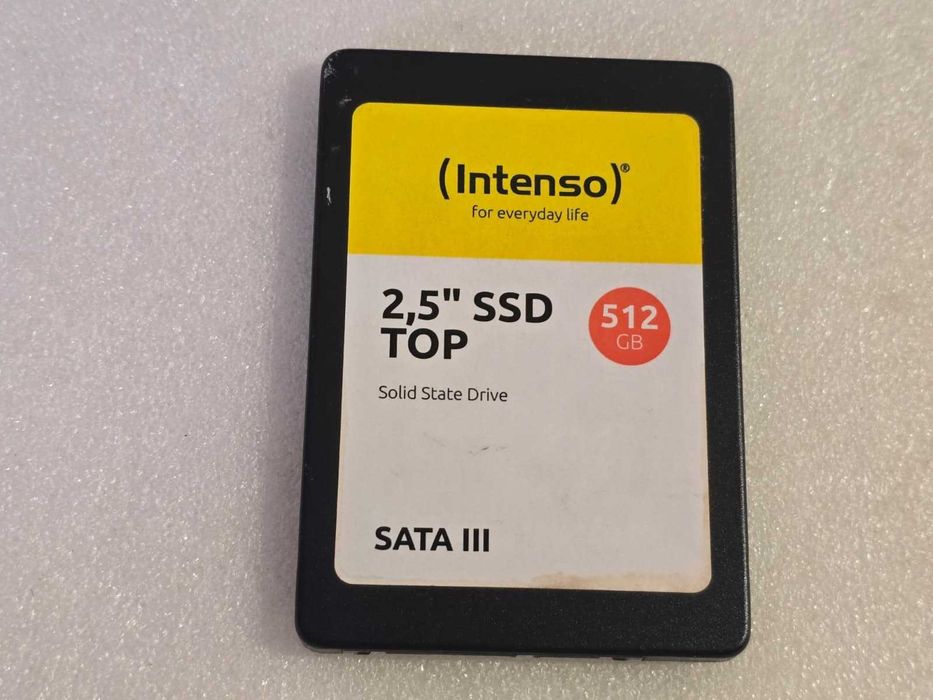 (Intenso)®
for everyday life
2,5" SSD
TOP
512
GB
Solid State Drive
SATA III